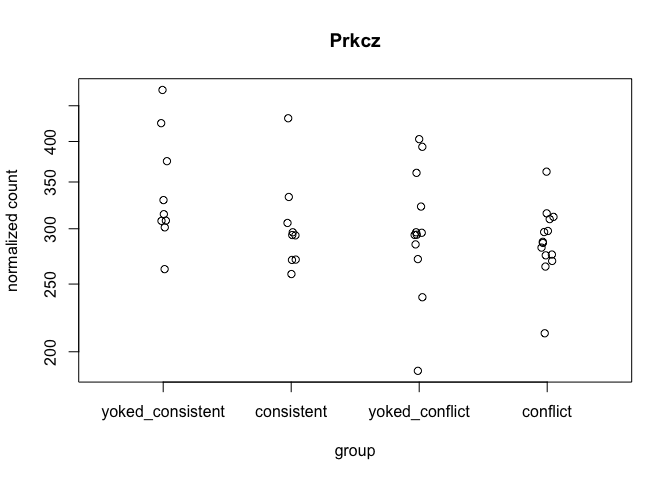 Prkcz
normalized count
400
350
300
250
200
yoked_consistent consistent yoked_conflict conflict
group